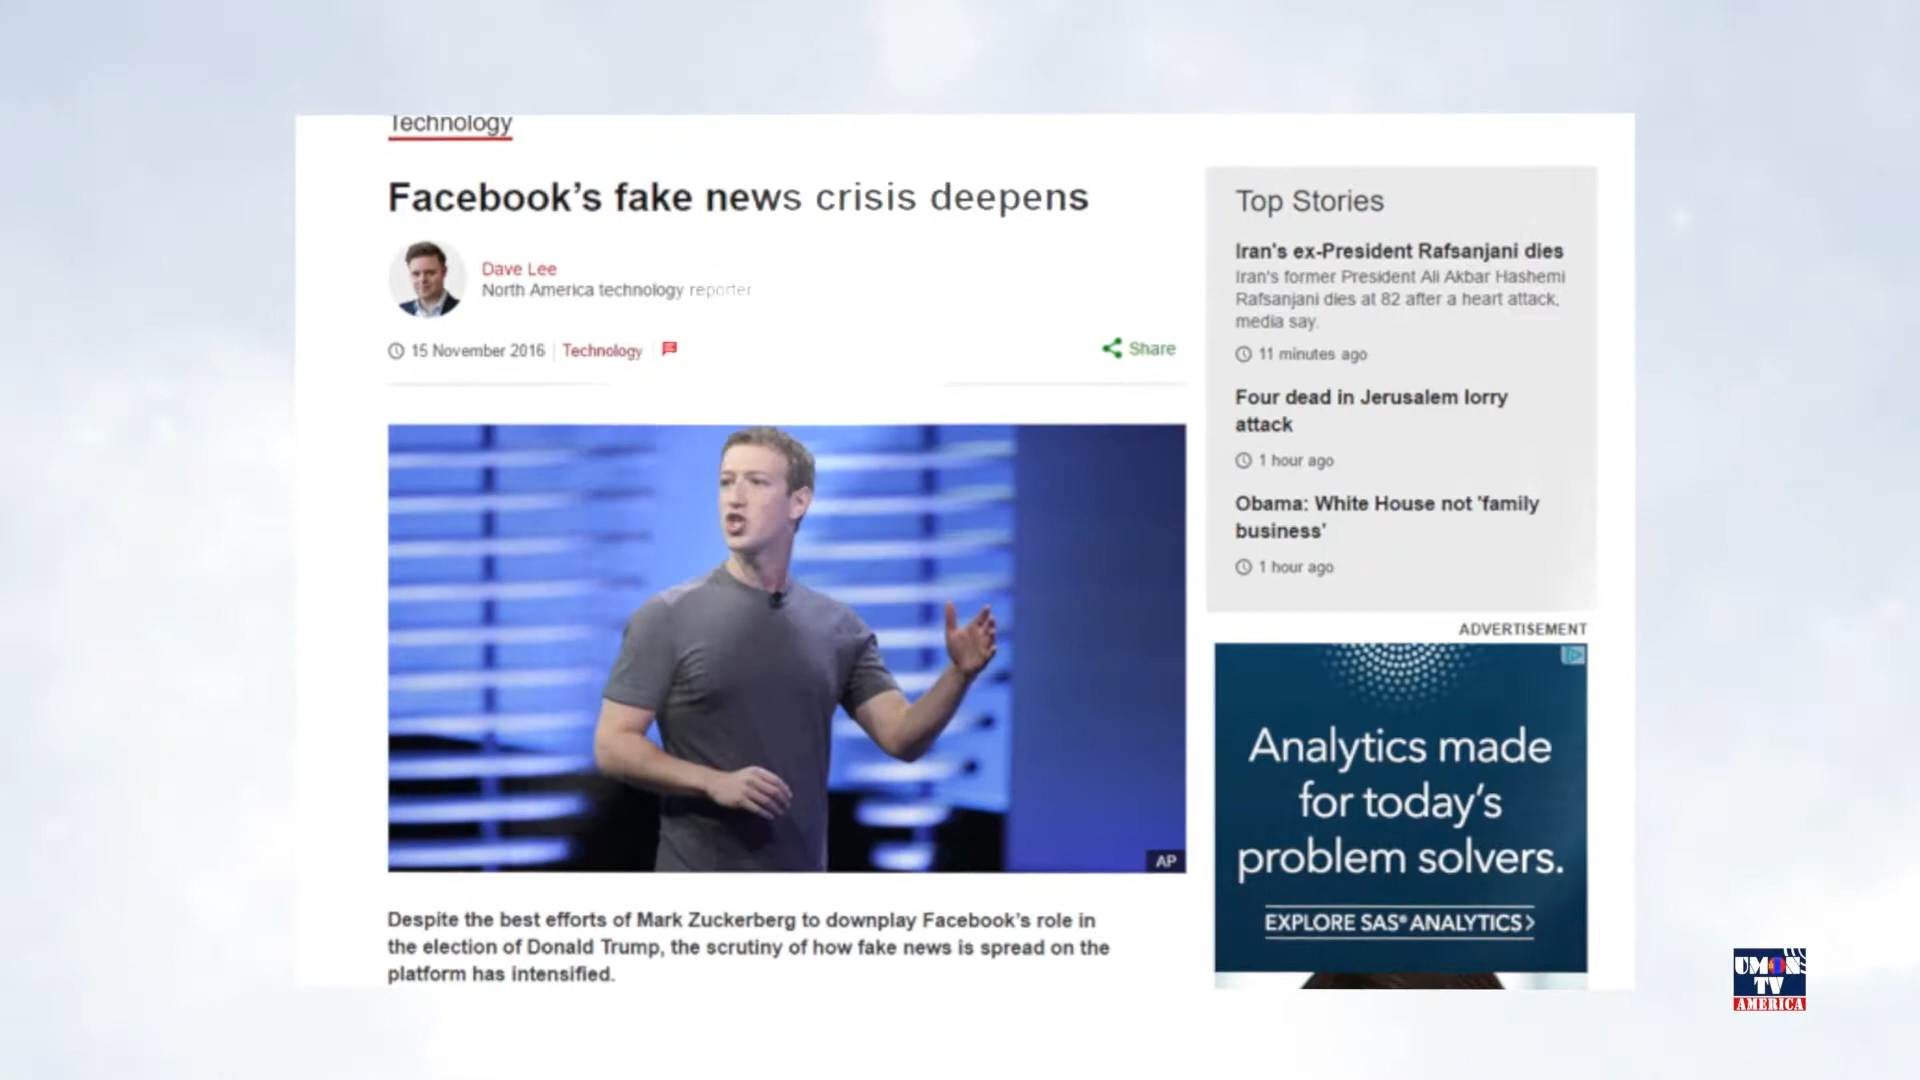 Technology
Facebook's fake news crisis deepens
Dave Lee
North America technology reporter
15 November 2016
Technology
Share
AP
Despite the best efforts of Mark Zuckerberg to downplay Facebook's role in
the election of Donald Trump, the scrutiny of how fake news is spread on the
platform has intensified.
Top Stories
Iran's ex-President Rafsanjani dies
Iran's former President Ali Akbar Hashemi
Rafsanjani dies at 82 after a heart attack,
media say.
11 minutes ago
Four dead in Jerusalem lorry
attack
1 hour ago
Obama: White House not 'family
business'
1 hour ago
ADVERTISEMENT
Analytics made
for today's
problem solvers.
EXPLORE SAS® ANALYTICS>
UMON
TV
AMERICA